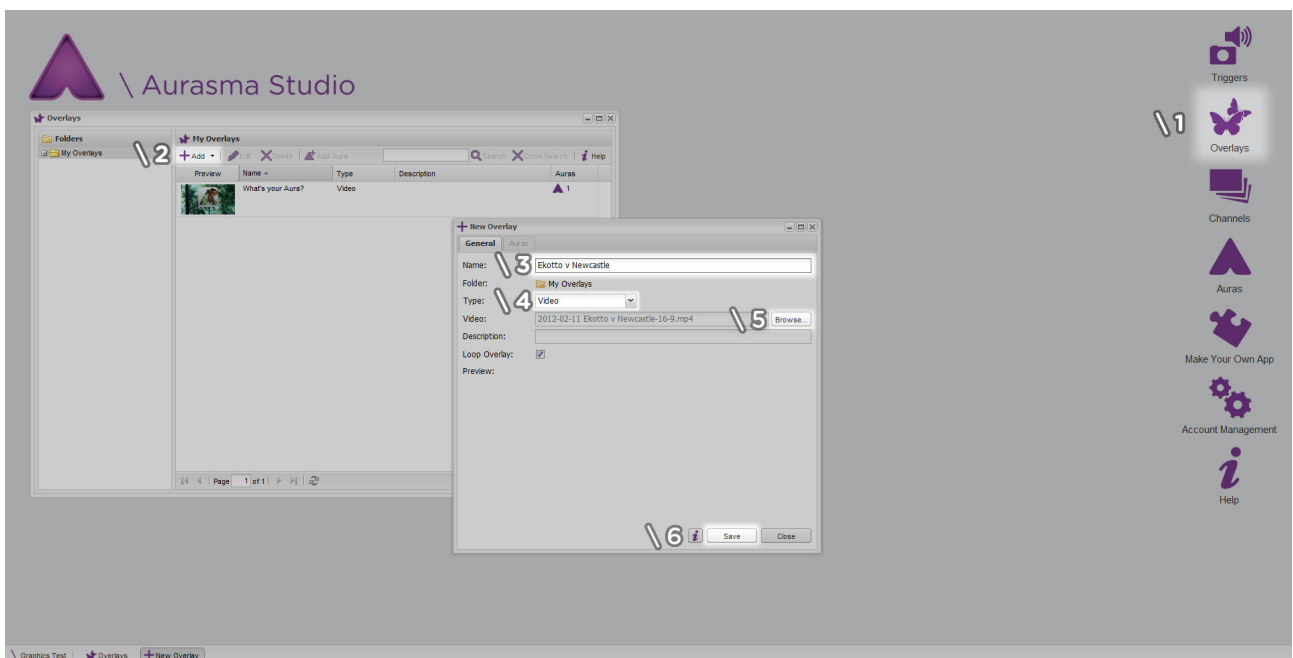 \ Aurasma Studio
Triggers
\1
Overlays
Channels
Auras
Make Your Own App
Account Management
Help
Overlays
Folders
My Overlays
My Overlays
\2
Add Edit Delete Add Aura Search Close Search Help
Preview Name Type Description Auras
What's your Aura? Video 1
Page 1 of 1
New Overlay
General Auras
Name: \3 Ekotto v Newcastle
Folder: My Overlays
Type: \4 Video
Video: 2012-02-11 Ekotto v Newcastle-16-9.mp4 \5 Browse...
Description:
Loop Overlay:
Preview:
\6 Save Close
\ Graphics Test Overlays New Overlay